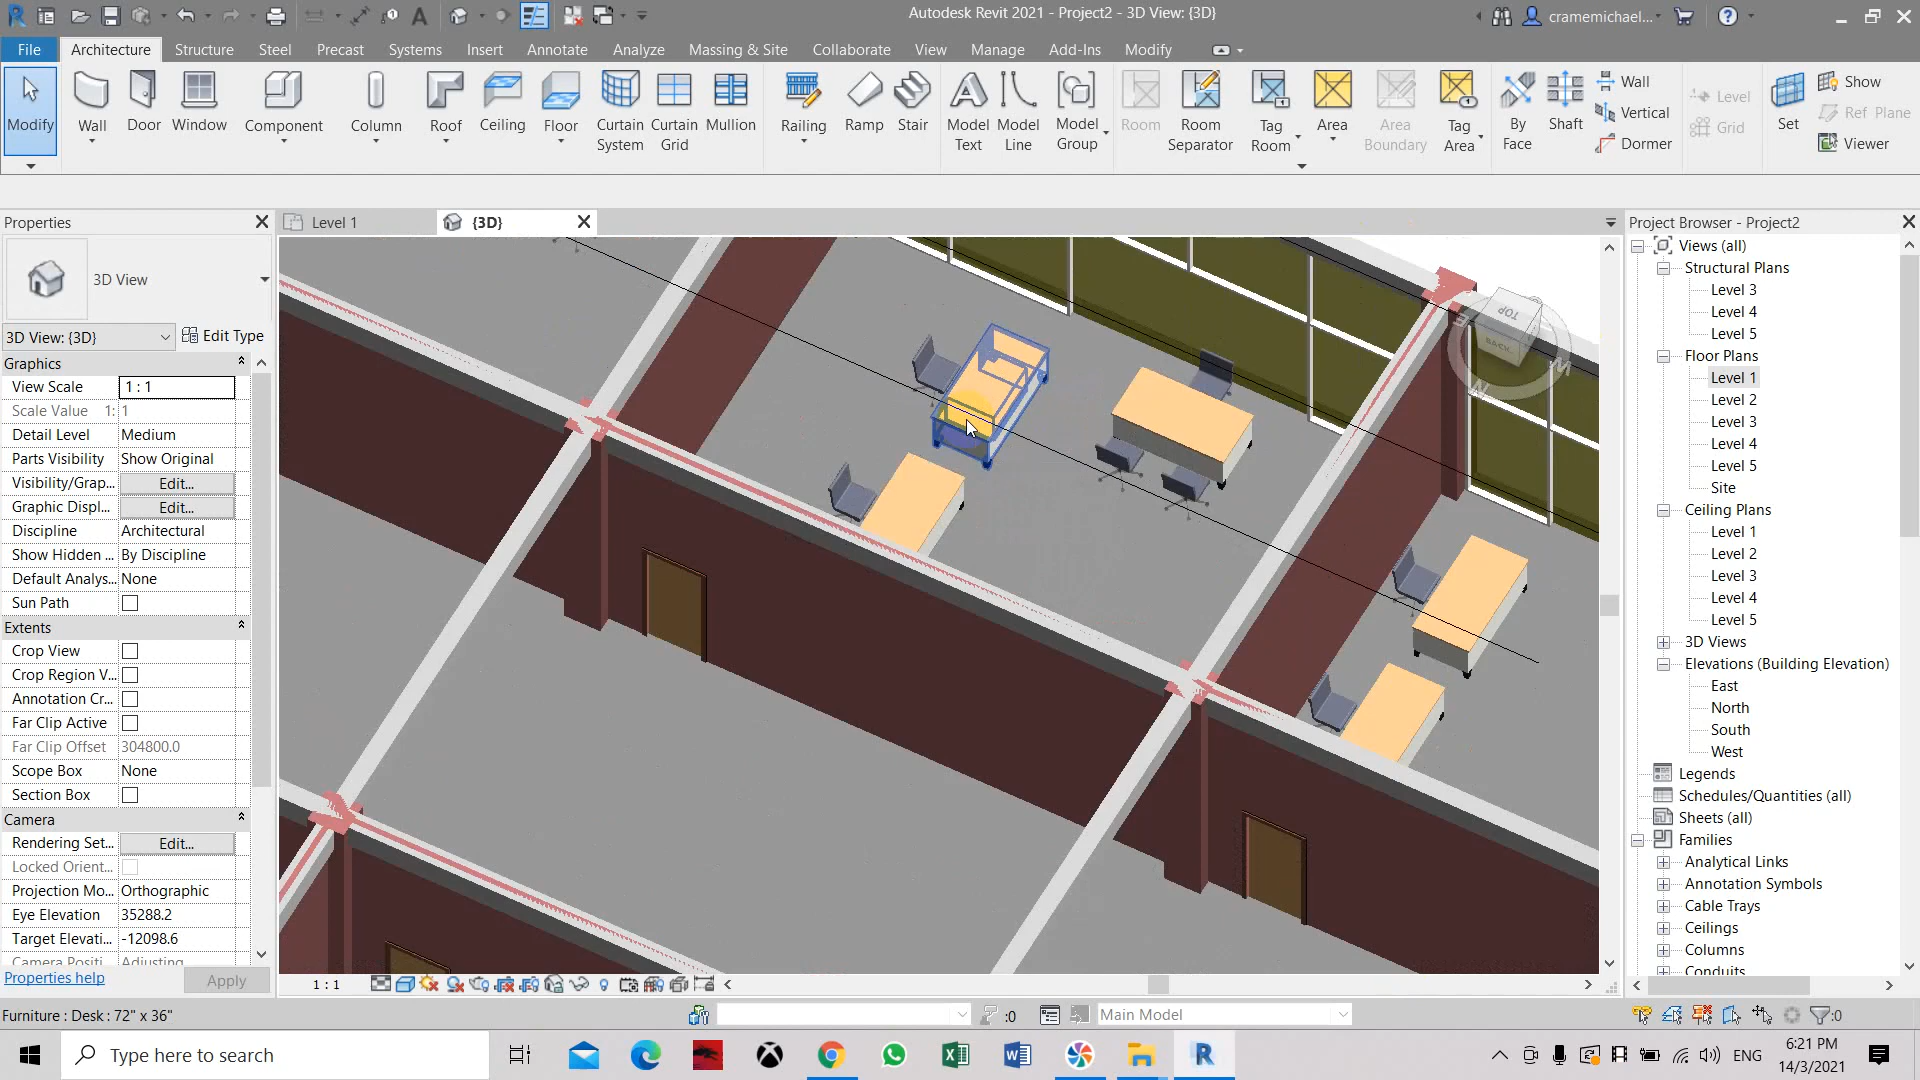 Autodesk Revit 2021 - Project2 - 3D View: {3D}
cramemichael...
File
Architecture
Structure
Steel
Precast
Systems
Insert
Annotate
Analyze
Massing & Site
Collaborate
View
Manage
Add-Ins
Modify
Modify
Wall
Door
Window
Component
Column
Roof
Ceiling
Floor
Curtain
System
Curtain
Grid
Mullion
Railing
Ramp
Stair
Model
Text
Model
Line
Model
Group
Room
Room
Separator
Tag
Room
Area
Area
Boundary
Tag
Area
By
Face
Shaft
Wall
Vertical
Dormer
Level
Grid
Set
Show
Ref Plane
Viewer
Properties
3D View
3D View: {3D}
Edit Type
Graphics
View Scale 1 : 1
Scale Value 1: 1
Detail Level Medium
Parts Visibility Show Original
Visibility/Grap... Edit...
Graphic Displ... Edit...
Discipline Architectural
Show Hidden ... By Discipline
Default Analys... None
Sun Path
Extents
Crop View
Crop Region V...
Annotation Cr...
Far Clip Active
Far Clip Offset 304800.0
Scope Box None
Section Box
Camera
Rendering Set... Edit...
Locked Orient...
Projection Mo... Orthographic
Eye Elevation 35288.2
Target Elevati... -12098.6
Camera Positi... Adjusting
Properties help
Apply
Level 1
{3D}
TOP
BACK
N
1 : 1
Project Browser - Project2
Views (all)
Structural Plans
Level 3
Level 4
Level 5
Floor Plans
Level 1
Level 2
Level 3
Level 4
Level 5
Site
Ceiling Plans
Level 1
Level 2
Level 3
Level 4
Level 5
3D Views
Elevations (Building Elevation)
East
North
South
West
Legends
Schedules/Quantities (all)
Sheets (all)
Families
Analytical Links
Annotation Symbols
Cable Trays
Ceilings
Columns
Conduits
Furniture : Desk : 72" x 36"
:0
Main Model
:0
Type here to search
ENG
6:21 PM
14/3/2021